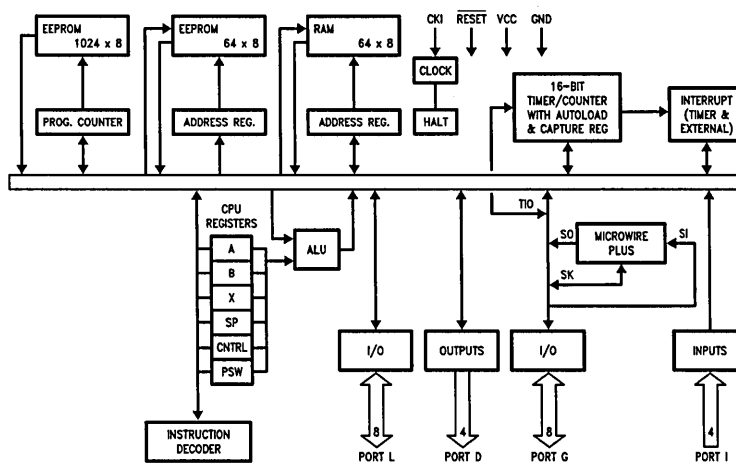 EEPROM
1024 x 8
EEPROM
64 x 8
RAM
64 x 8
CKI
RESET
VCC
GND
CLOCK
HALT
PROG. COUNTER
ADDRESS REG.
ADDRESS REG.
16-BIT
TIMER/COUNTER
WITH AUTOLOAD
& CAPTURE REG
INTERRUPT
(TIMER &
EXTERNAL)
CPU
REGISTERS
A
B
X
SP
CNTRL
PSW
ALU
TIO
SO
MICROWIRE
PLUS
SI
SK
I/O
OUTPUTS
I/O
INPUTS
INSTRUCTION
DECODER
8
4
8
4
PORT L
PORT D
PORT G
PORT I